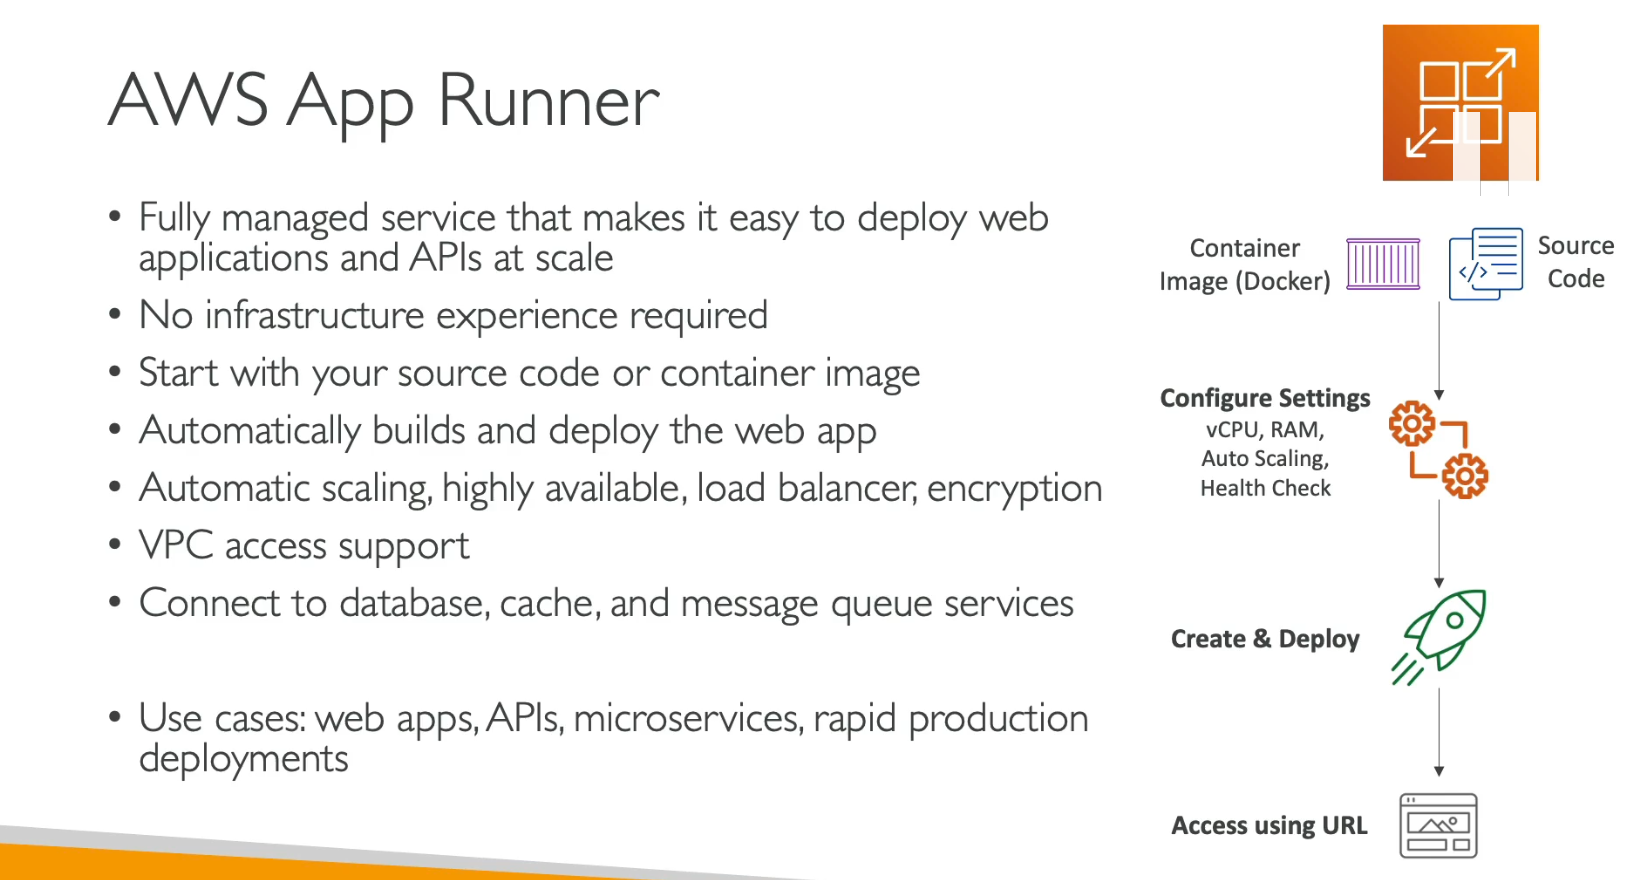 AWS App Runner
• Fully managed service that makes it easy to deploy web
applications and APIs at scale
• No infrastructure experience required
• Start with your source code or container image
• Automatically builds and deploy the web app
• Automatic scaling, highly available, load balancer, encryption
• VPC access support
• Connect to database, cache, and message queue services
• Use cases: web apps, APIs, microservices, rapid production
deployments
Container
Image (Docker)
</>
Source
Code
Configure Settings
vCPU, RAM,
Auto Scaling,
Health Check
Create & Deploy
Access using URL